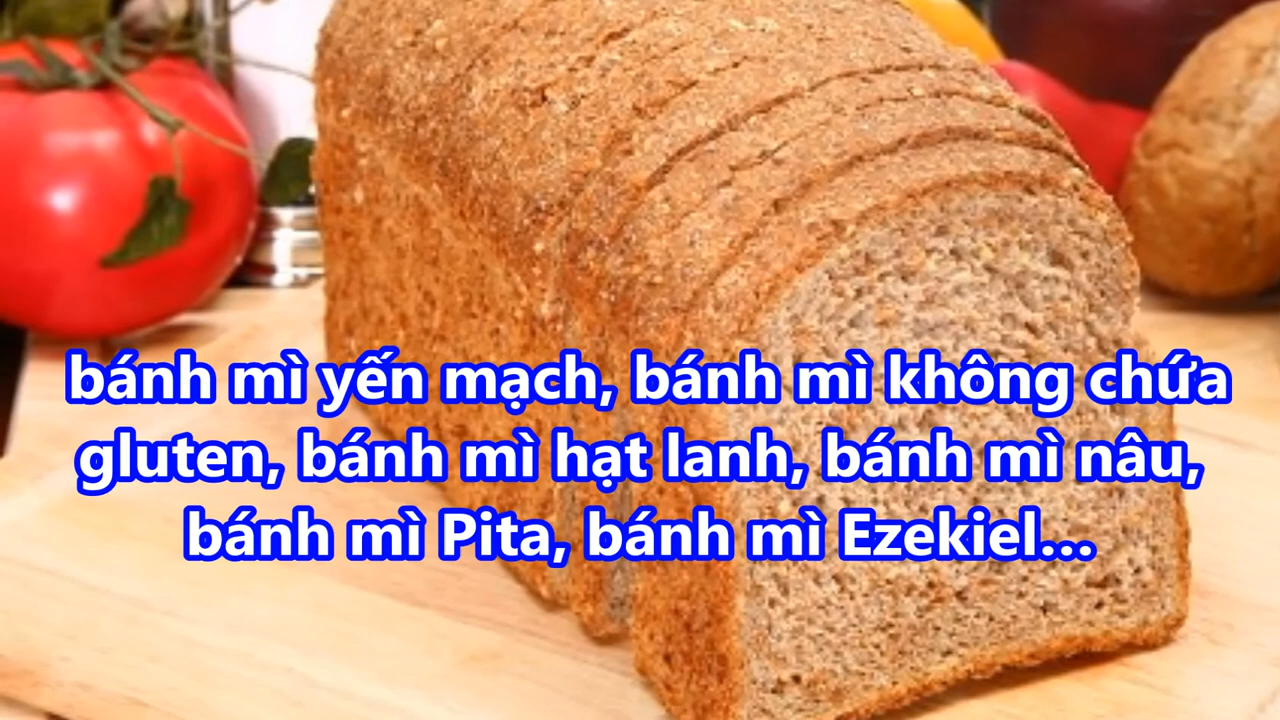 bánh mì yến mạch, bánh mì không chứa
gluten, bánh mì hạt lanh, bánh mì nâu,
bánh mì Pita, bánh mì Ezekiel...